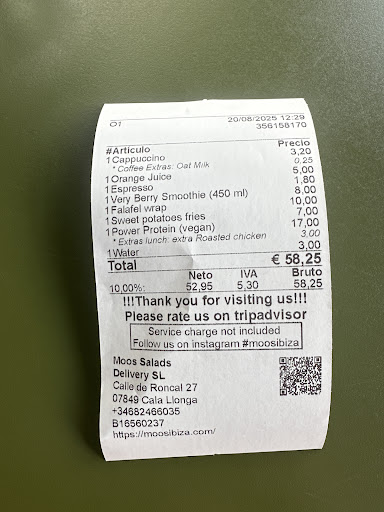 O1 20/08/2025 12:29
356158170
#Articulo Precio
1 Cappuccino 3,20
* Coffee Extras: Oat Milk 0,25
1 Orange Juice 5,00
1 Espresso 1,80
1 Very Berry Smoothie (450 ml) 8,00
1 Falafel wrap 10,00
1 Sweet potatoes fries 7,00
1 Power Protein (vegan) 17,00
* Extras lunch: extra Roasted chicken 3,00
1 Water 3,00
Total € 58,25
Neto IVA Bruto
10,00%: 52,95 5,30 58,25
!!!Thank you for visiting us!!!
Please rate us on tripadvisor
Service charge not included
Follow us on instagram #moosibiza
Moos Salads
Delivery SL
Calle de Roncal 27
07849 Cala Llonga
+34682466035
B16560237
https://moosibiza.com/